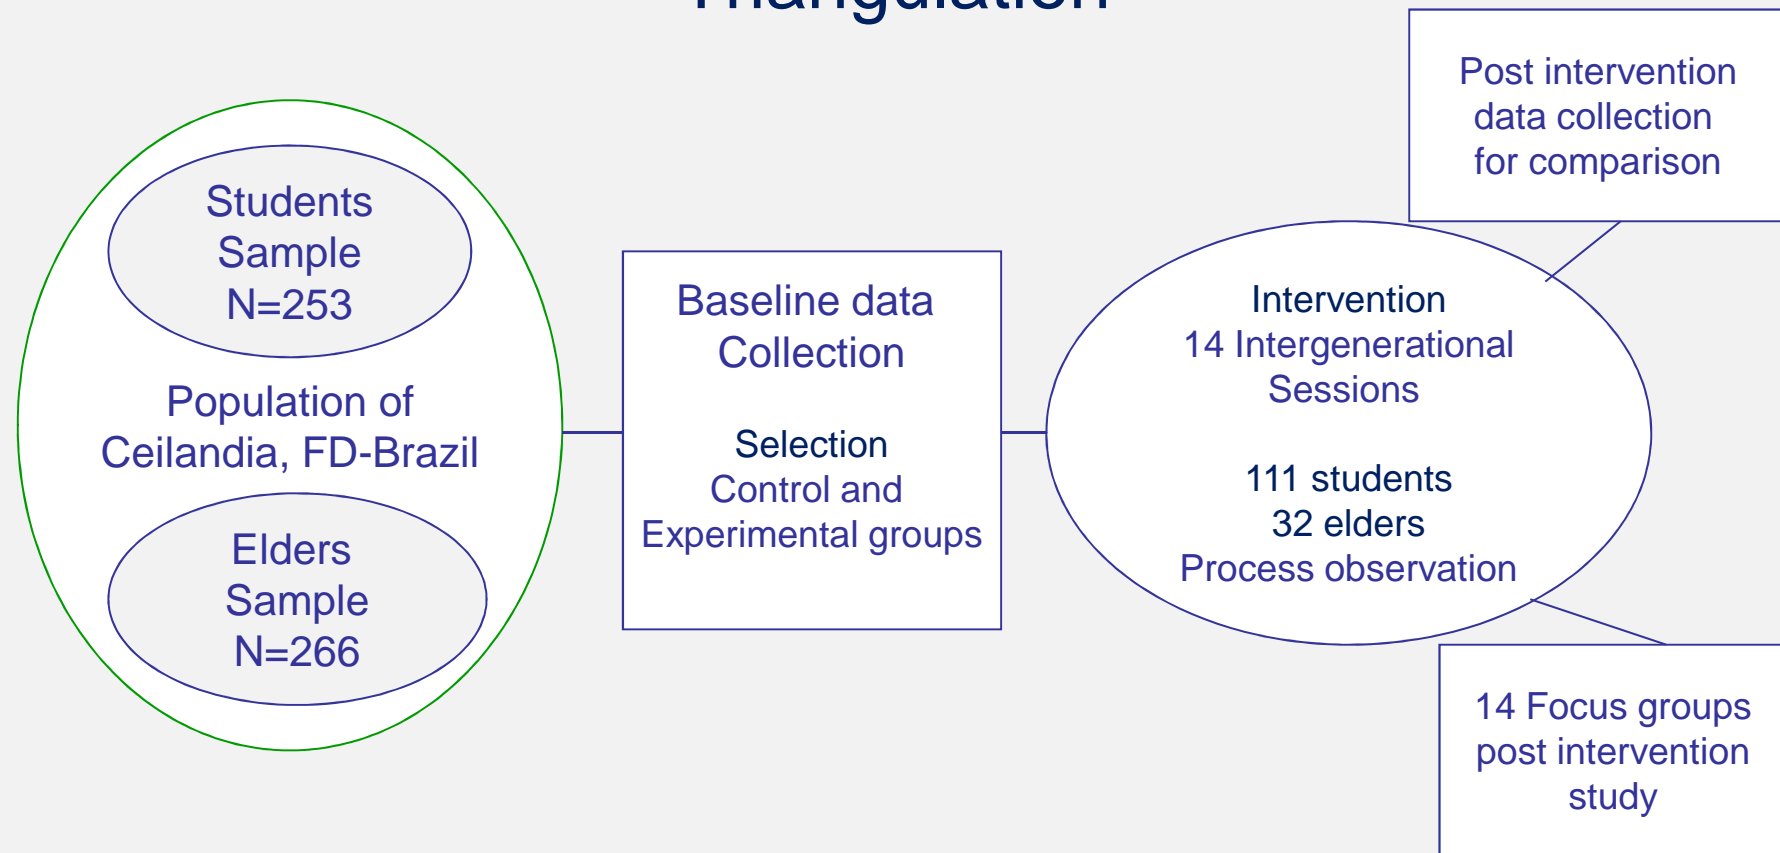 Triangulation
Students
Sample
N=253
Population of
Ceilandia, FD-Brazil
Elders
Sample
N=266
Baseline data
Collection
Selection
Control and
Experimental groups
Intervention
14 Intergenerational
Sessions
111 students
32 elders
Process observation
Post intervention
data collection
for comparison
14 Focus groups
post intervention
study